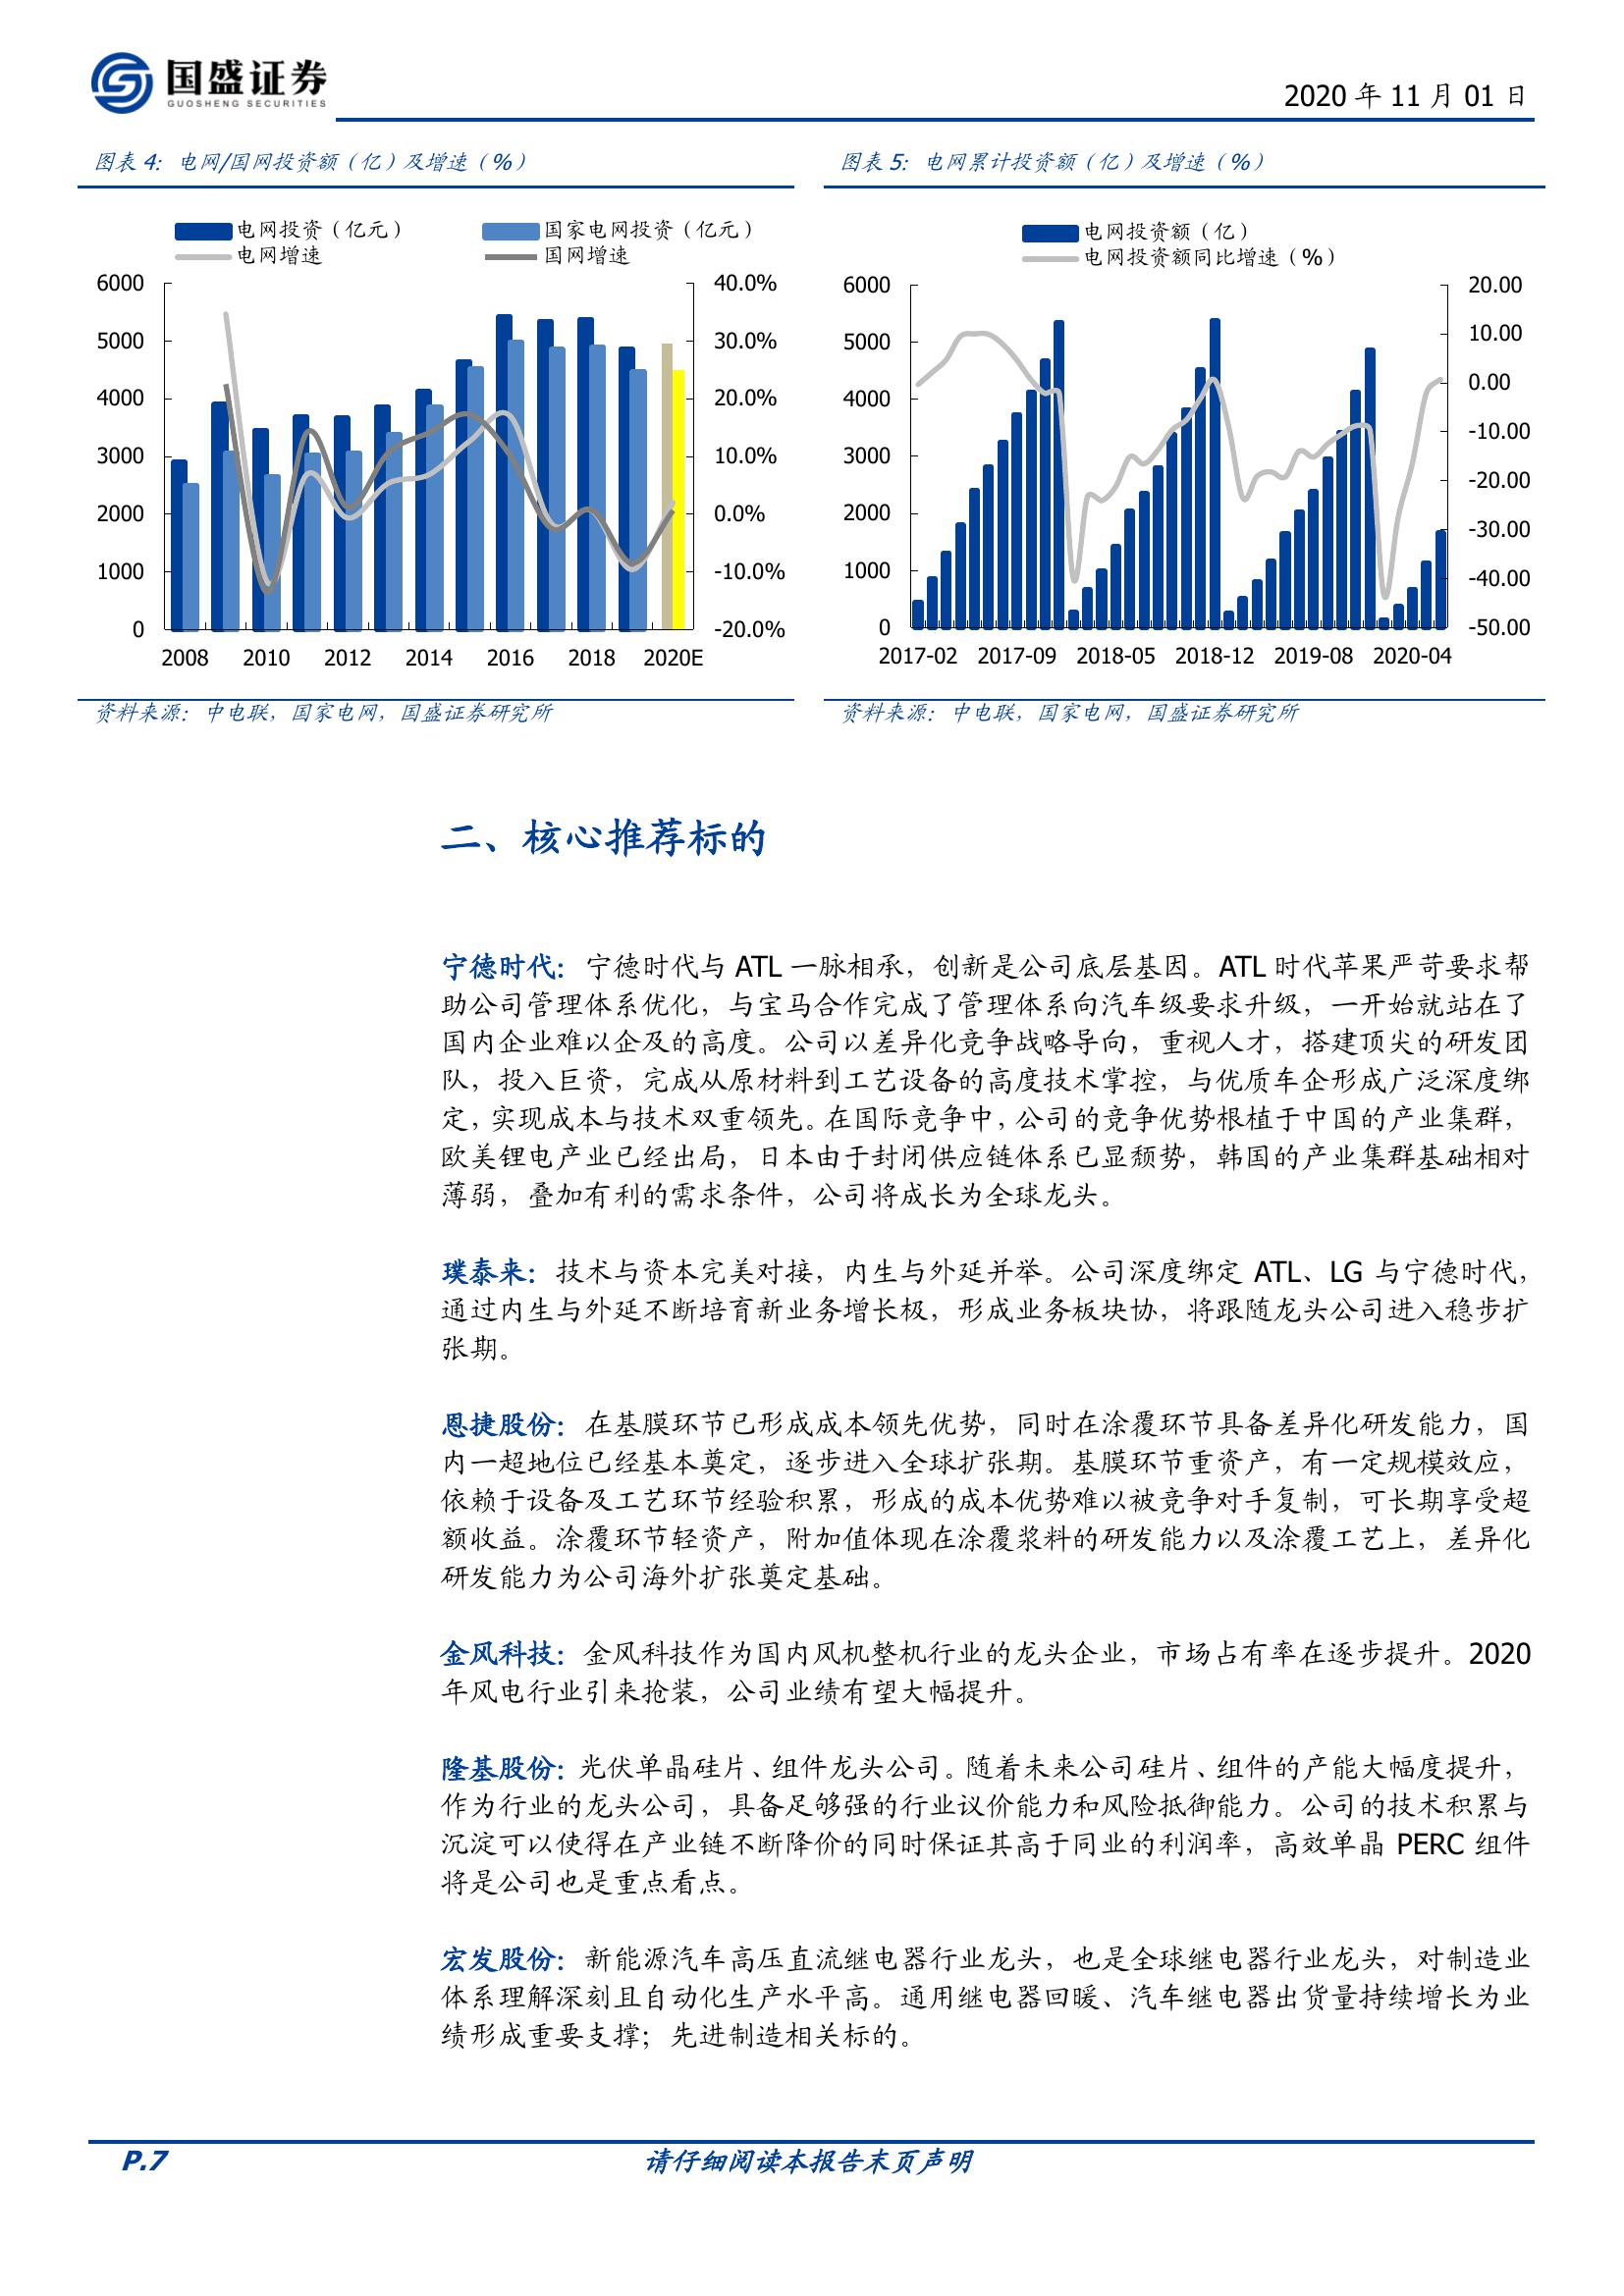 国盛证券
GUOSHENG SECURITIES
2020 年 11 月 01 日
图表 4：电网/国网投资额（亿）及增速（%）
电网投资（亿元）
国家电网投资（亿元）
电网增速
国网增速
6000
5000
4000
3000
2000
1000
0
40.0%
30.0%
20.0%
10.0%
0.0%
-10.0%
-20.0%
2008 2010 2012 2014 2016 2018 2020E
资料来源：中电联，国家电网，国盛证券研究所
图表 5：电网累计投资额（亿）及增速（%）
电网投资额（亿）
电网投资额同比增速（%）
6000
5000
4000
3000
2000
1000
0
20.00
10.00
0.00
-10.00
-20.00
-30.00
-40.00
-50.00
2017-02 2017-09 2018-05 2018-12 2019-08 2020-04
资料来源：中电联，国家电网，国盛证券研究所
二、核心推荐标的
宁德时代：宁德时代与 ATL 一脉相承，创新是公司底层基因。ATL 时代苹果严苛要求帮
助公司管理体系优化，与宝马合作完成了管理体系向汽车级要求升级，一开始就站在了
国内企业难以企及的高度。公司以差异化竞争战略导向，重视人才，搭建顶尖的研发团
队，投入巨资，完成从原材料到工艺设备的高度技术掌控，与优质车企形成广泛深度绑
定，实现成本与技术双重领先。在国际竞争中，公司的竞争优势根植于中国的产业集群，
欧美锂电产业已经出局，日本由于封闭供应链体系已显颓势，韩国的产业集群基础相对
薄弱，叠加有利的需求条件，公司将成长为全球龙头。
璞泰来：技术与资本完美对接，内生与外延并举。公司深度绑定 ATL、LG 与宁德时代，
通过内生与外延不断培育新业务增长极，形成业务板块协，将跟随龙头公司进入稳步扩
张期。
恩捷股份：在基膜环节已形成成本领先优势，同时在涂覆环节具备差异化研发能力，国
内一超地位已经基本奠定，逐步进入全球扩张期。基膜环节重资产，有一定规模效应，
依赖于设备及工艺环节经验积累，形成的成本优势难以被竞争对手复制，可长期享受超
额收益。涂覆环节轻资产，附加值体现在涂覆浆料的研发能力以及涂覆工艺上，差异化
研发能力为公司海外扩张奠定基础。
金风科技：金风科技作为国内风机整机行业的龙头企业，市场占有率在逐步提升。2020
年风电行业引来抢装，公司业绩有望大幅提升。
隆基股份：光伏单晶硅片、组件龙头公司。随着未来公司硅片、组件的产能大幅度提升，
作为行业的龙头公司，具备足够强的行业议价能力和风险抵御能力。公司的技术积累与
沉淀可以使得在产业链不断降价的同时保证其高于同业的利润率，高效单晶 PERC 组件
将是公司也是重点看点。
宏发股份：新能源汽车高压直流继电器行业龙头，也是全球继电器行业龙头，对制造业
体系理解深刻且自动化生产水平高。通用继电器回暖、汽车继电器出货量持续增长为业
绩形成重要支撑；先进制造相关标的。
P.7
请仔细阅读本报告末页声明